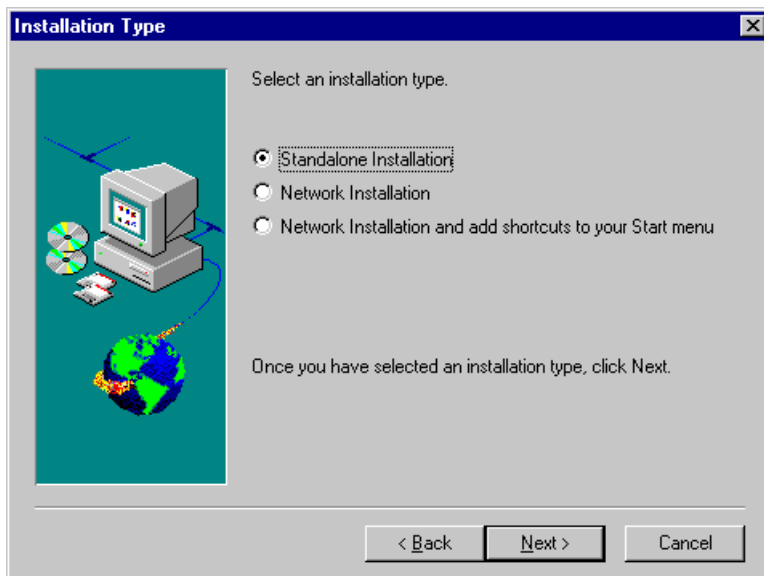 Installation Type
Select an installation type.
Standalone Installation
Network Installation
Network Installation and add shortcuts to your Start menu
Once you have selected an installation type, click Next.
< Back
Next >
Cancel